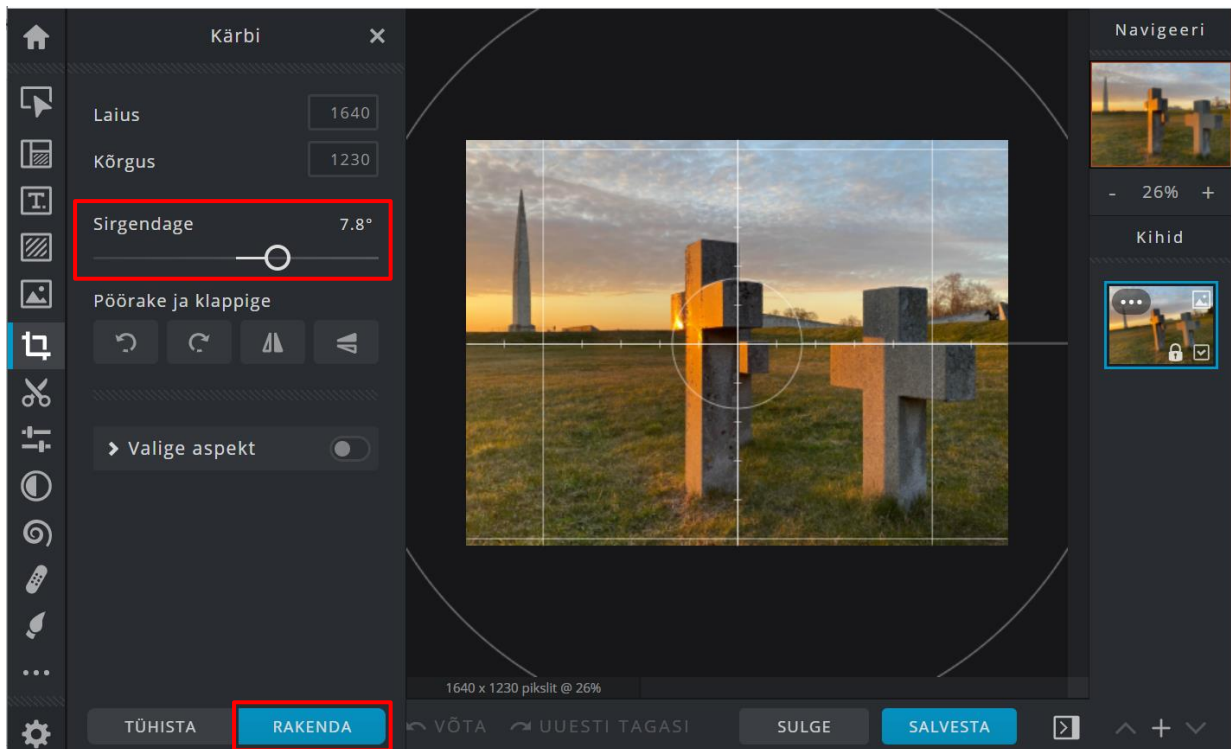 Kärbi
Laius 1640
Kõrgus 1230
Sirgendage 7.8°
Pöörake ja klappige
Valige aspekt
TÜHISTA RAKENDA
1640 x 1230 pikslit @ 26%
VÕTA UUESTI TAGASI SULGE SALVESTA
Navigeeri
- 26% +
Kihid